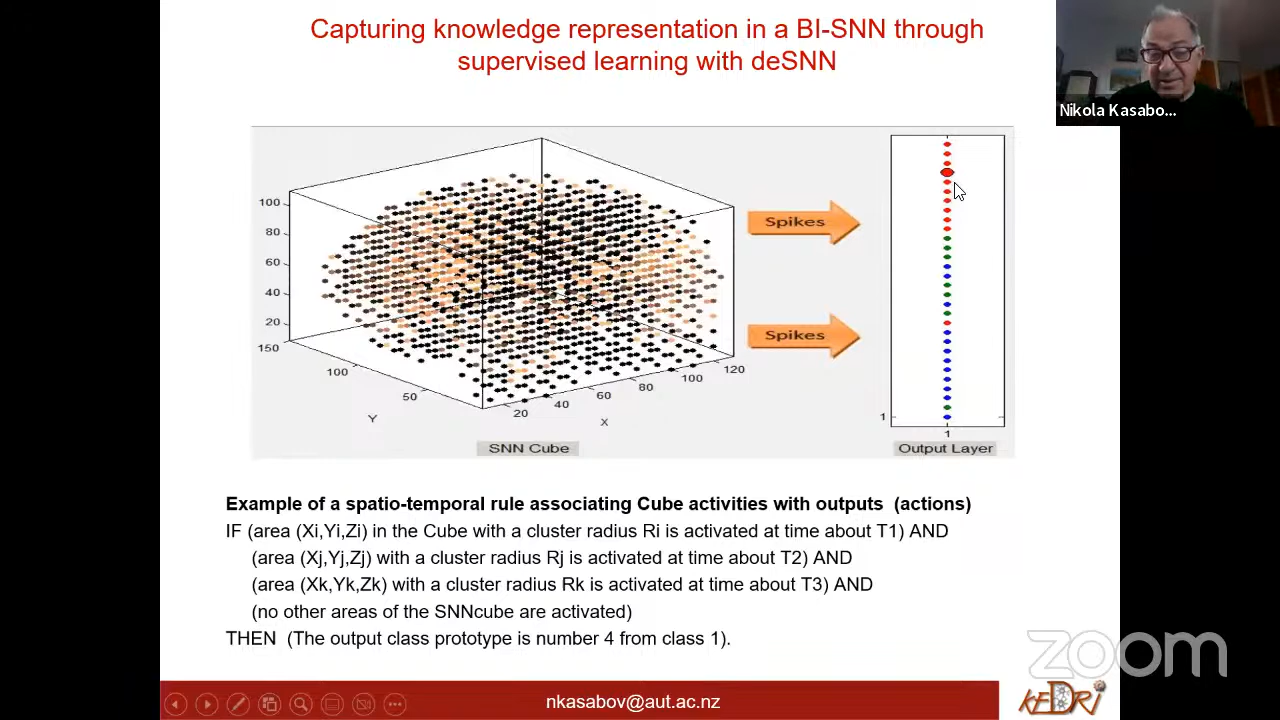 Capturing knowledge representation in a BI-SNN through
supervised learning with deSNN
Nikola Kasabo...
100
80
60
40
20
150
100
50
Y
20
40
60
80
100
120
X
SNN Cube
Spikes
Spikes
1
1
Output Layer
Example of a spatio-temporal rule associating Cube activities with outputs (actions)
IF (area (Xi,Yi,Zi) in the Cube with a cluster radius Ri is activated at time about T1) AND
(area (Xj,Yj,Zj) with a cluster radius Rj is activated at time about T2) AND
(area (Xk,Yk,Zk) with a cluster radius Rk is activated at time about T3) AND
(no other areas of the SNNcube are activated)
THEN (The output class prototype is number 4 from class 1).
zoom
nkasabov@aut.ac.nz
KEDRI